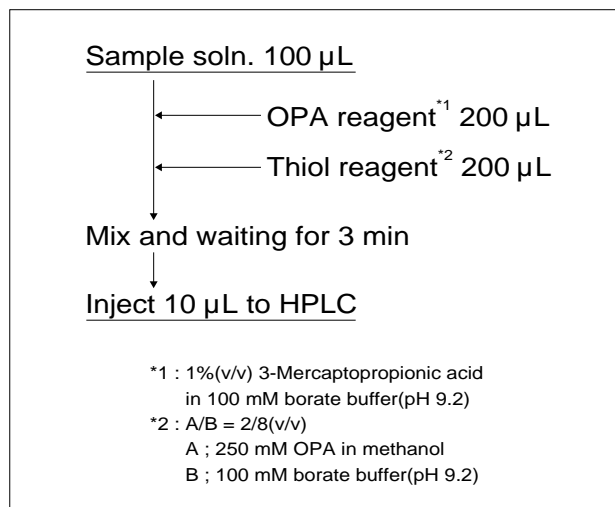 Sample soln. 100 µL
OPA reagent*1 200 µL
Thiol reagent*2 200 µL
Mix and waiting for 3 min
Inject 10 µL to HPLC
*1 : 1%(v/v) 3-Mercaptopropionic acid
in 100 mM borate buffer(pH 9.2)
*2 : A/B = 2/8(v/v)
A ; 250 mM OPA in methanol
B ; 100 mM borate buffer(pH 9.2)